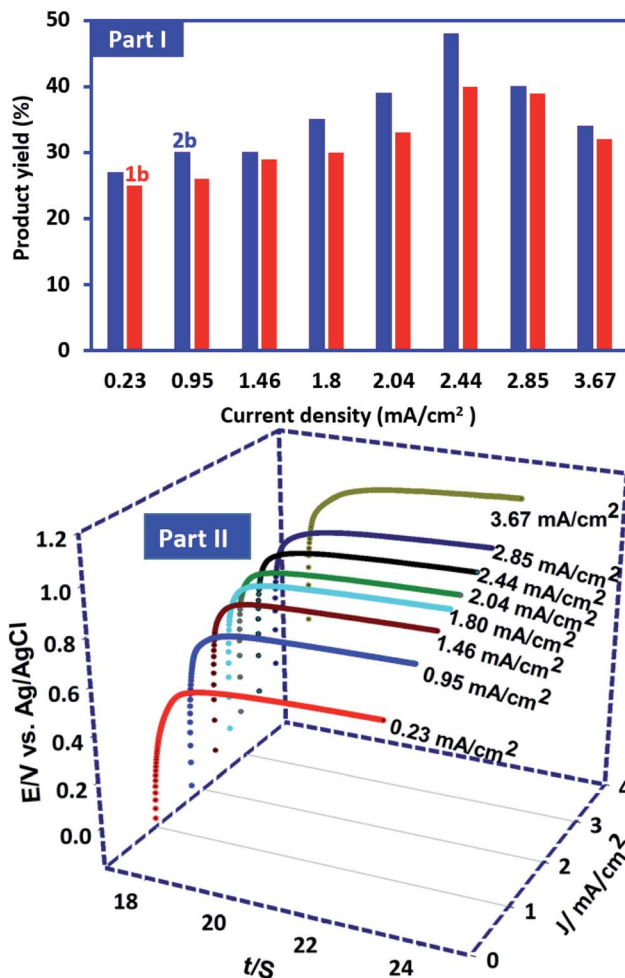 Part I
Product yield (%)
50
40
30
20
10
0
1b
2b
0.23 0.95 1.46 1.8 2.04 2.44 2.85 3.67
Current density (mA/cm² )
Part II
E/V vs. Ag/AgCl
1.2
1.0
0.8
0.6
0.4
0.2
0.0
3.67 mA/cm²
2.85 mA/cm²
2.44 mA/cm²
2.04 mA/cm²
1.80 mA/cm²
1.46 mA/cm²
0.95 mA/cm²
0.23 mA/cm²
18 20 22 24
t/S
0 1 2 3 4
J/ mA/cm²